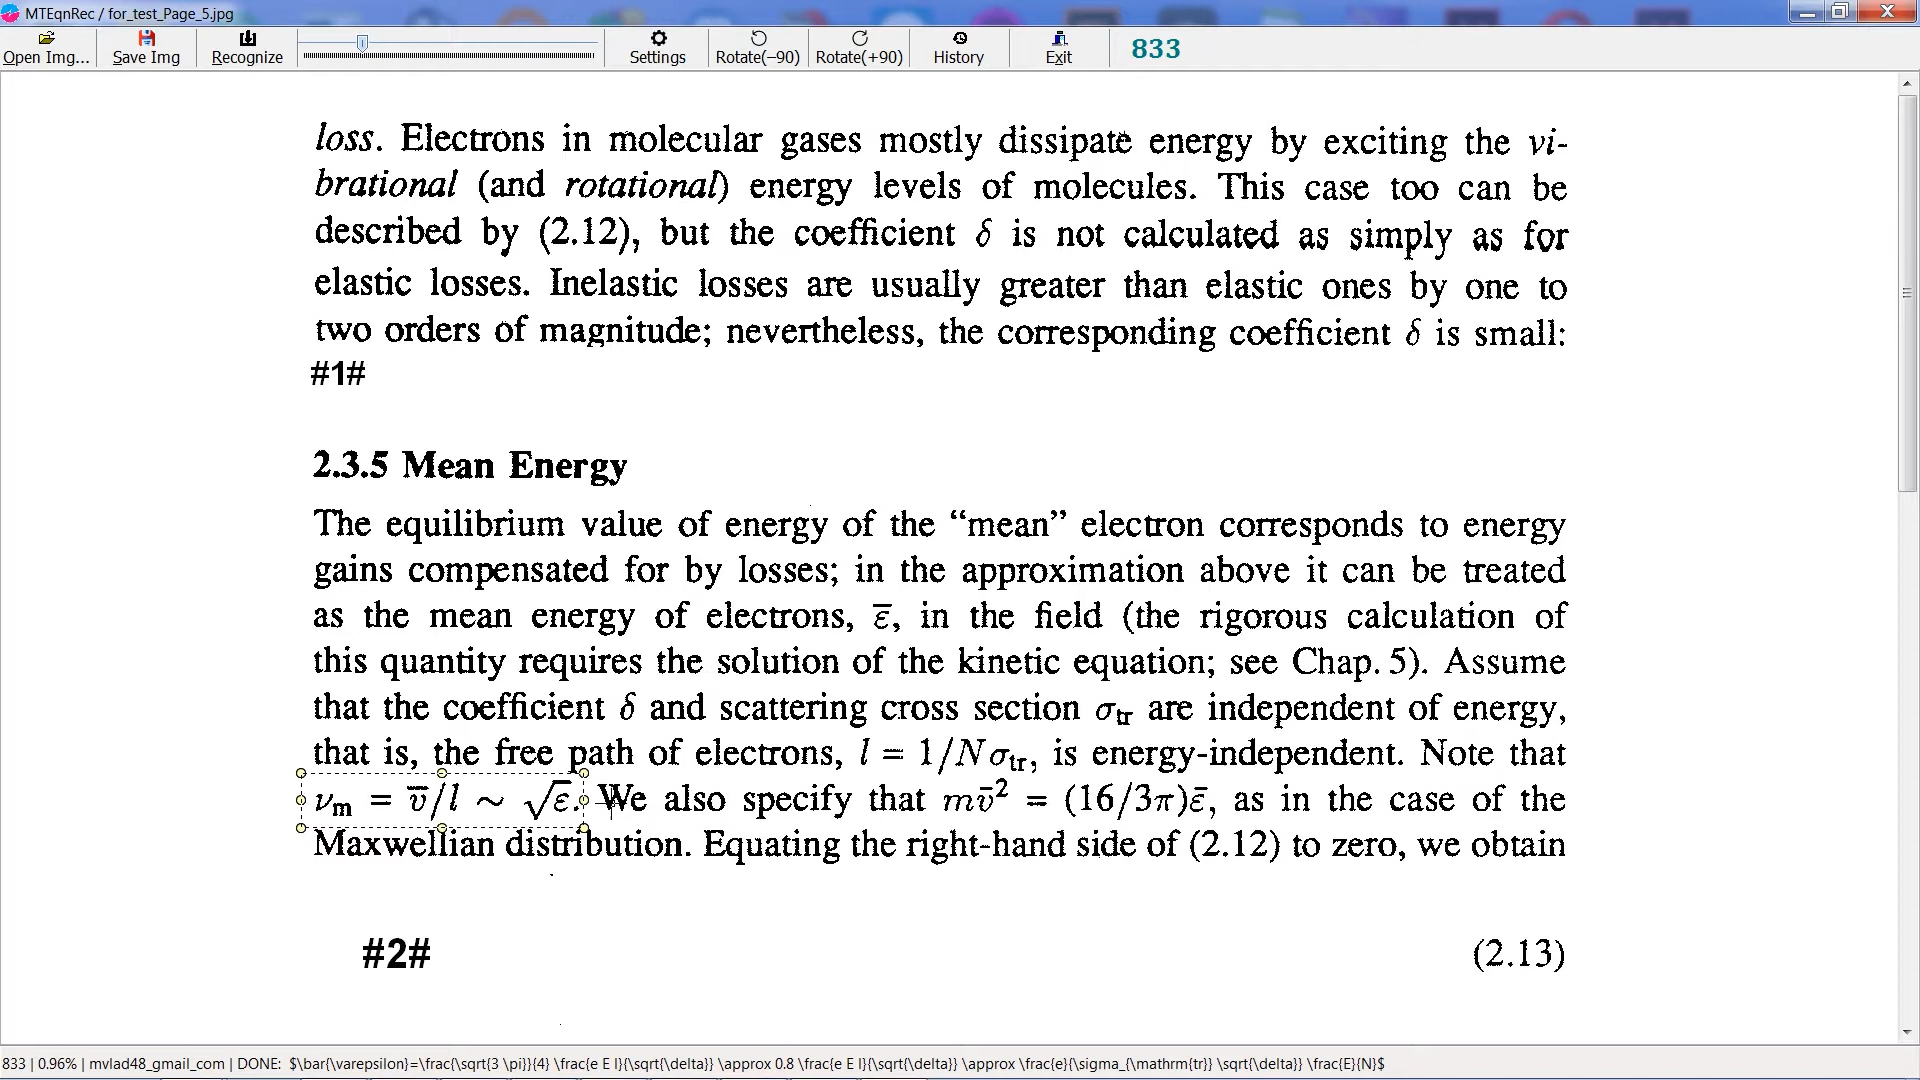 MTEqnRec / for_test_Page_5.jpg
Open Img... Save Img Recognize Settings Rotate(−90) Rotate(+90) History Exit 833
loss. Electrons in molecular gases mostly dissipate energy by exciting the vi-
brational (and rotational) energy levels of molecules. This case too can be
described by (2.12), but the coefficient δ is not calculated as simply as for
elastic losses. Inelastic losses are usually greater than elastic ones by one to
two orders of magnitude; nevertheless, the corresponding coefficient δ is small:
#1#
2.3.5 Mean Energy
The equilibrium value of energy of the “mean” electron corresponds to energy
gains compensated for by losses; in the approximation above it can be treated
as the mean energy of electrons, ε̅, in the field (the rigorous calculation of
this quantity requires the solution of the kinetic equation; see Chap. 5). Assume
that the coefficient δ and scattering cross section σtr are independent of energy,
that is, the free path of electrons, l = 1/Nσtr, is energy-independent. Note that
νm = v̅/l ∼ √ε̅. We also specify that mv̅² = (16/3π)ε̅, as in the case of the
Maxwellian distribution. Equating the right-hand side of (2.12) to zero, we obtain
#2# (2.13)
833 | 0.96% | mvlad48_gmail_com | DONE: $\bar{\varepsilon}=\frac{\sqrt{3 \pi}}{4} \frac{e E l}{\sqrt{\delta}} \approx 0.8 \frac{e E l}{\sqrt{\delta}} \approx \frac{e}{\sigma_{\mathrm{tr}} \sqrt{\delta}} \frac{E}{N}$